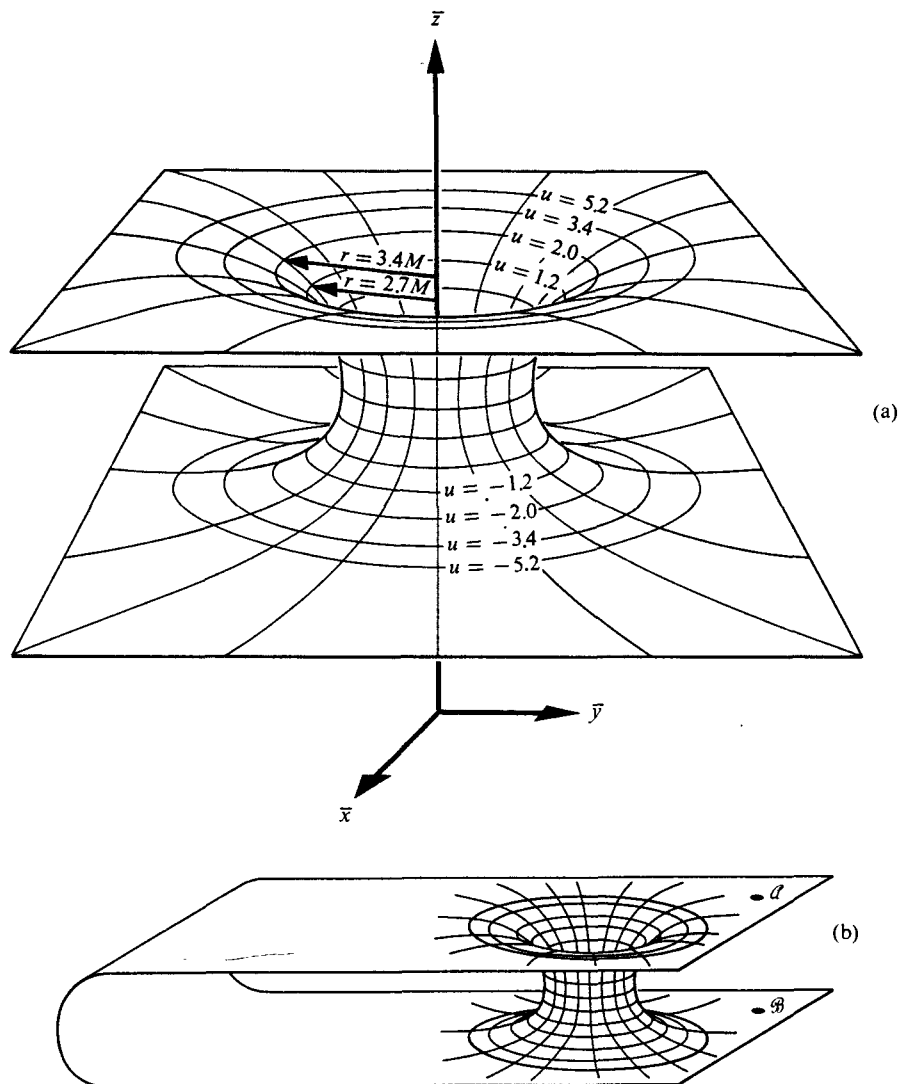 z̄
u = 5.2
u = 3.4
u = 2.0
u = 1.2
r = 3.4M
r = 2.7M
(a)
u = −1.2
u = −2.0
u = −3.4
u = −5.2
ȳ
x̄
𝒜
(b)
ℬ